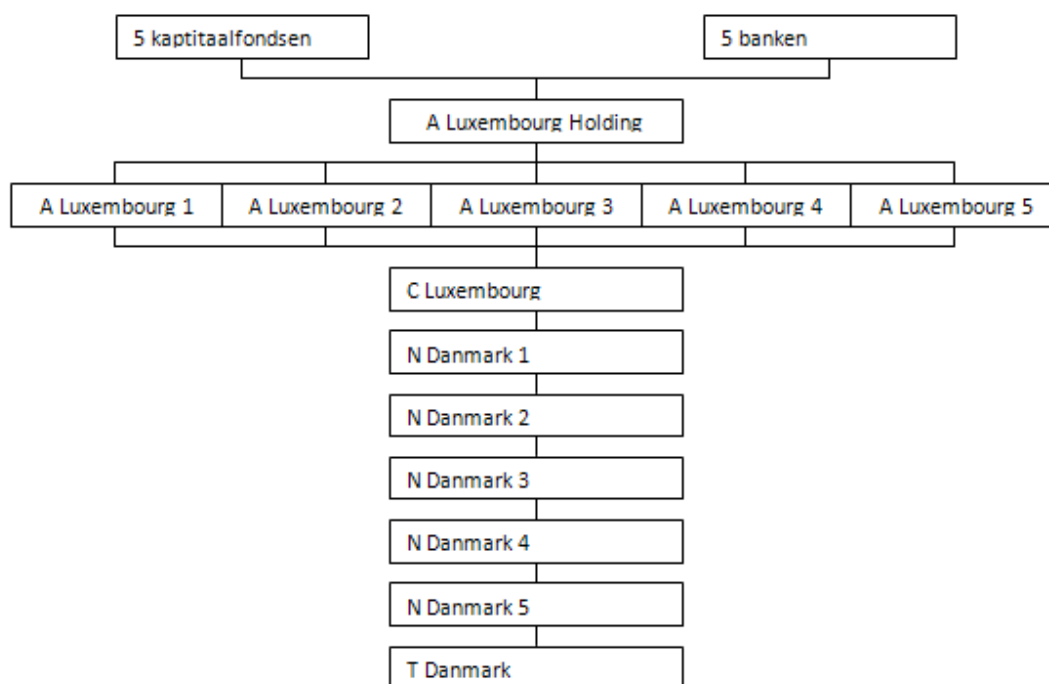 5 kaptitaalfondsen
5 banken
A Luxembourg Holding
A Luxembourg 1
A Luxembourg 2
A Luxembourg 3
A Luxembourg 4
A Luxembourg 5
C Luxembourg
N Danmark 1
N Danmark 2
N Danmark 3
N Danmark 4
N Danmark 5
T Danmark